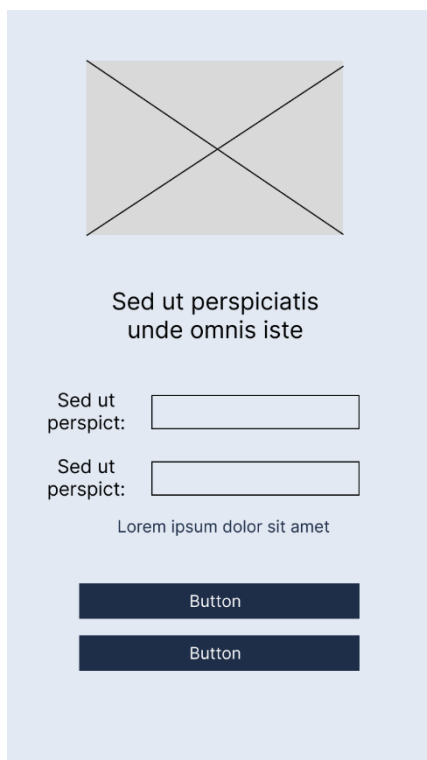 Sed ut perspiciatis
unde omnis iste
Sed ut
perspict:
Sed ut
perspict:
Lorem ipsum dolor sit amet
Button
Button